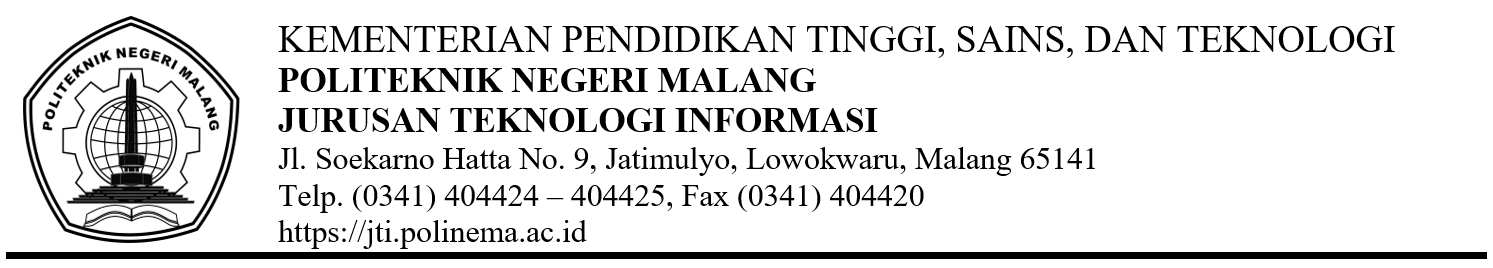 POLITEKNIK NEGERI MALANG
KEMENTERIAN PENDIDIKAN TINGGI, SAINS, DAN TEKNOLOGI
POLITEKNIK NEGERI MALANG
JURUSAN TEKNOLOGI INFORMASI
Jl. Soekarno Hatta No. 9, Jatimulyo, Lowokwaru, Malang 65141
Telp. (0341) 404424 – 404425, Fax (0341) 404420
https://jti.polinema.ac.id